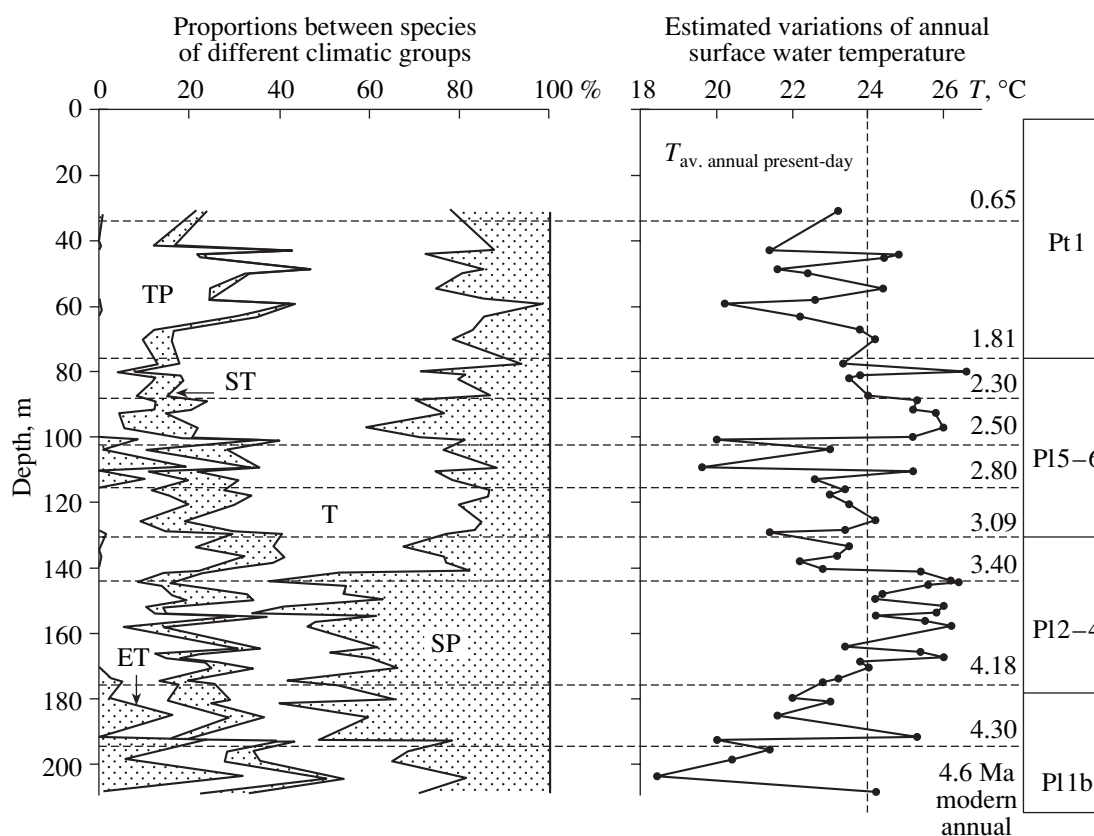 Proportions between species
of different climatic groups
Estimated variations of annual
surface water temperature
0 20 40 60 80 100 %
18 20 22 24 26 T, °C
Depth, m
0
20
40
60
80
100
120
140
160
180
200
TP
ST
T
ET
SP
T av. annual present-day
0.65
1.81
2.30
2.50
2.80
3.09
3.40
4.18
4.30
4.6 Ma
modern
annual
Pt1
Pl5–6
Pl2–4
Pl1b